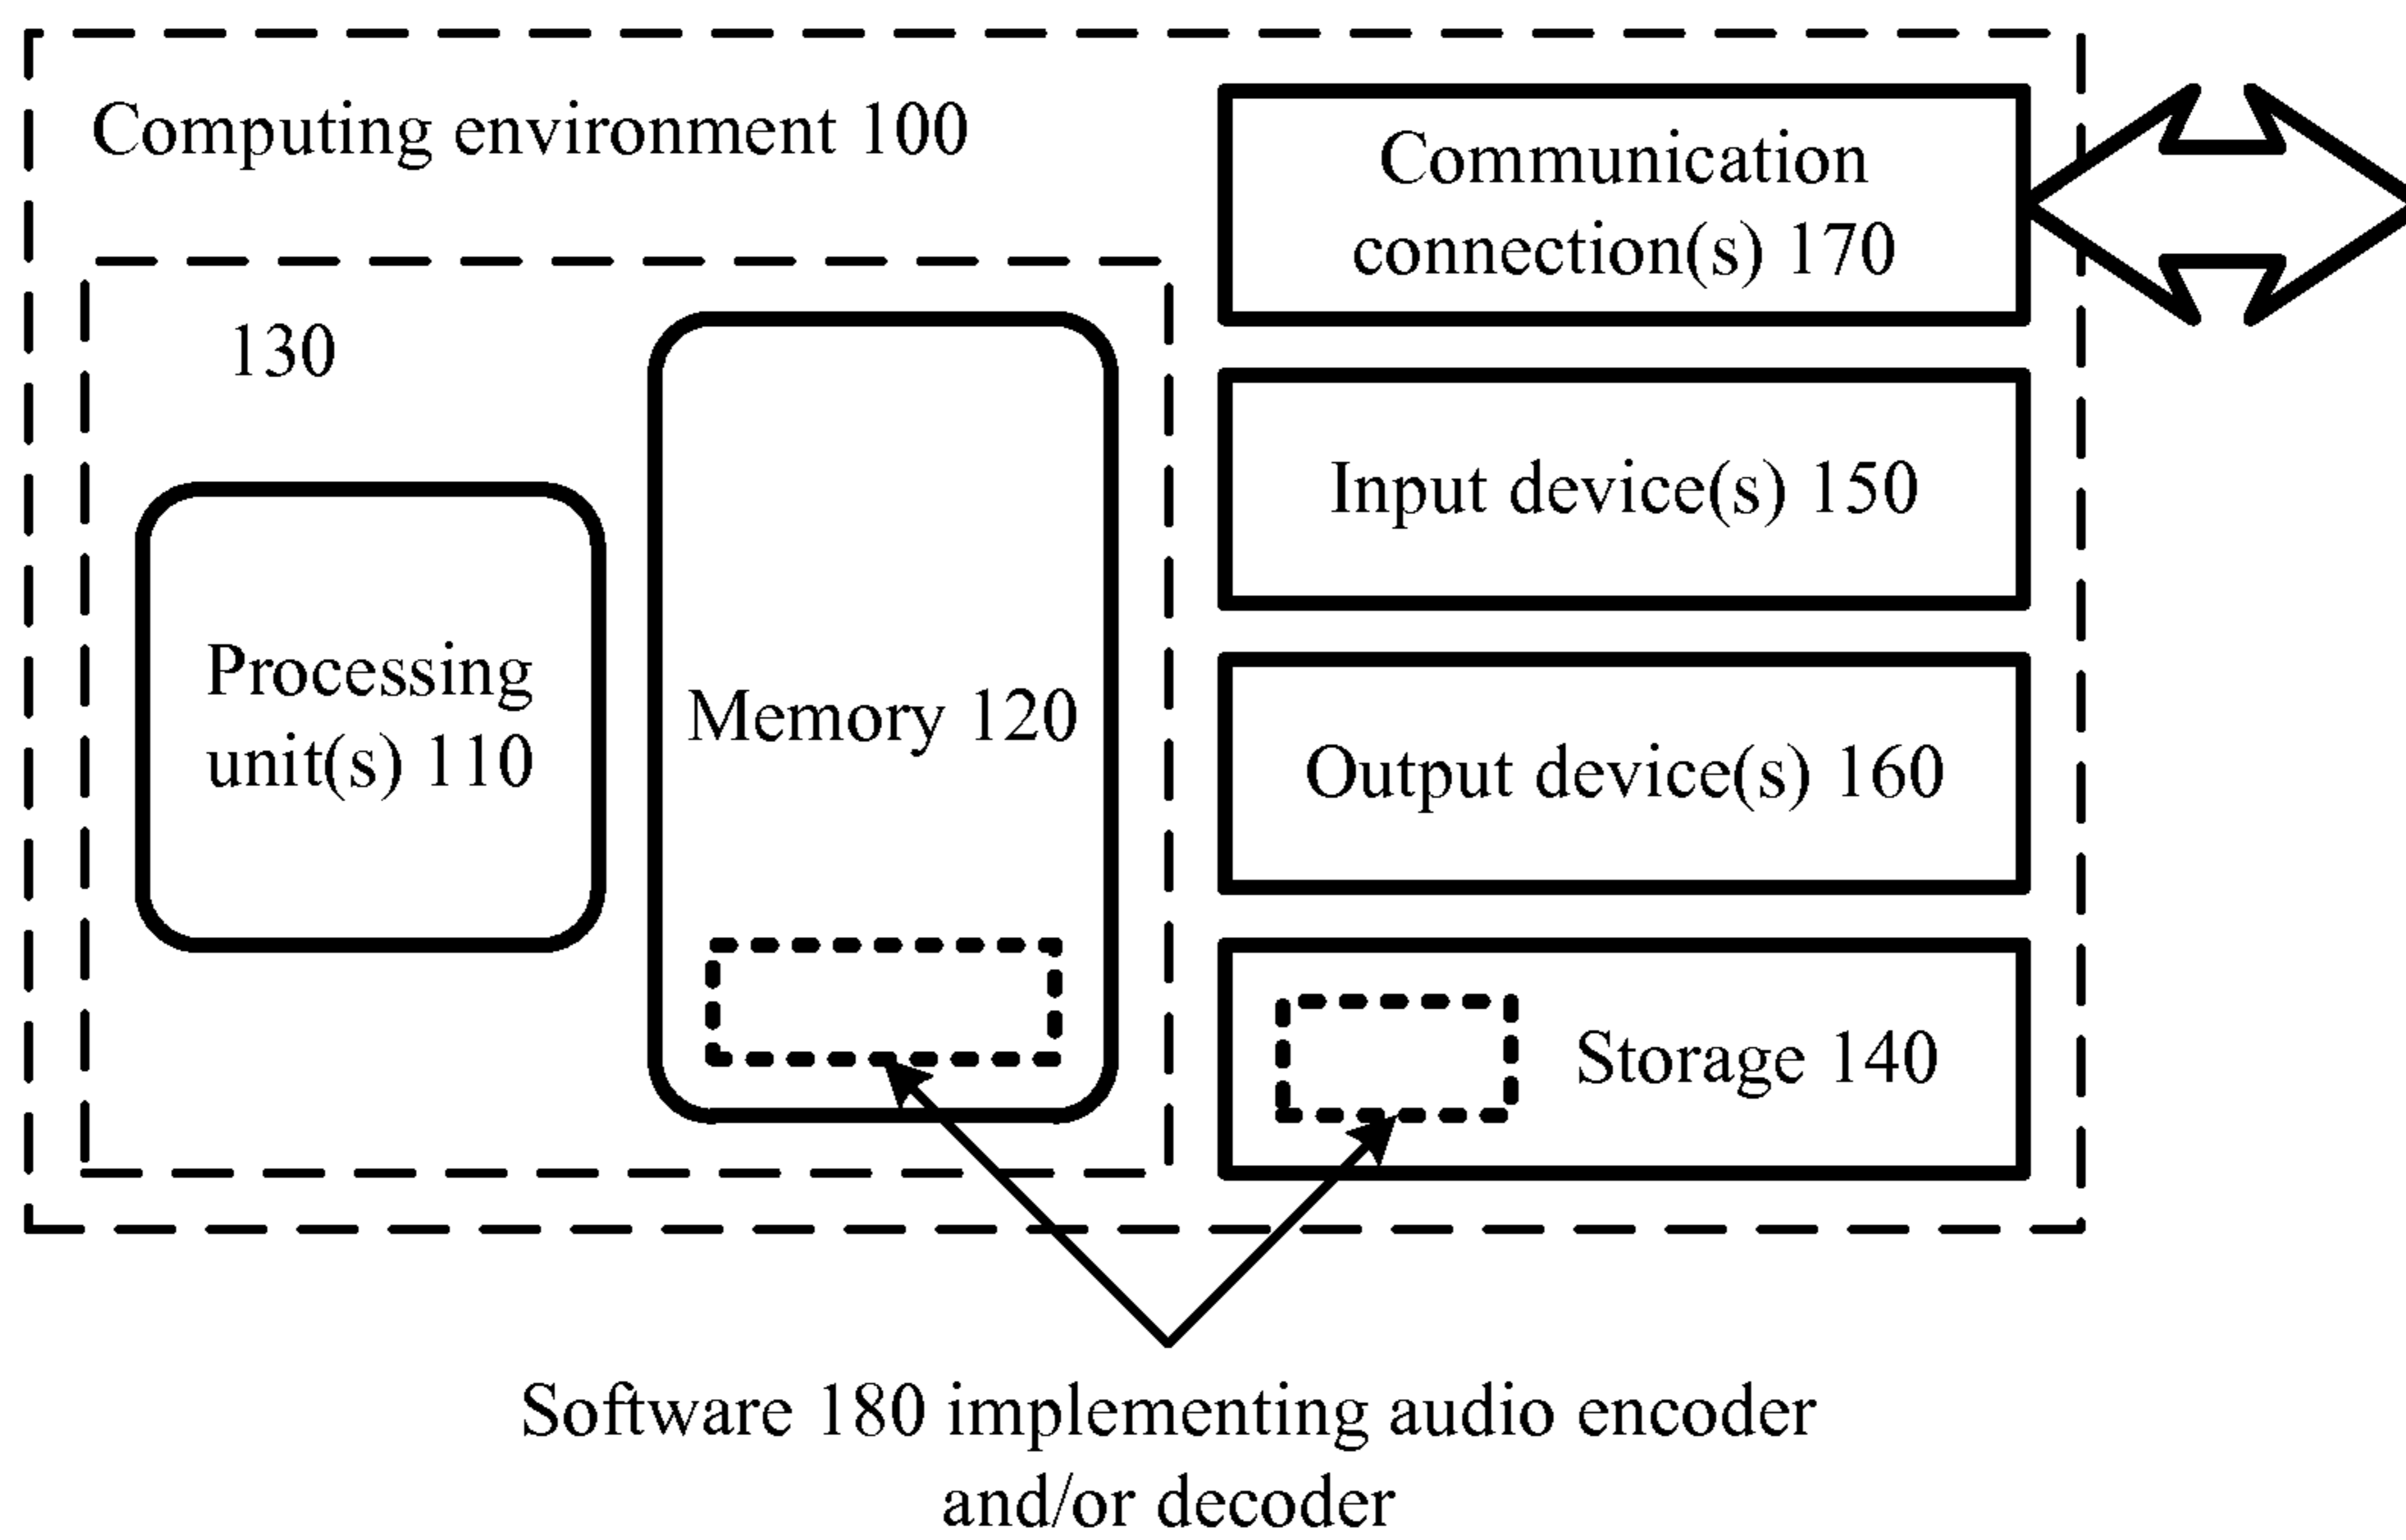 Computing environment 100
Communication
connection(s) 170
130
Input device(s) 150
Processing
unit(s) 110
Memory 120
Output device(s) 160
Storage 140
Software 180 implementing audio encoder
and/or decoder